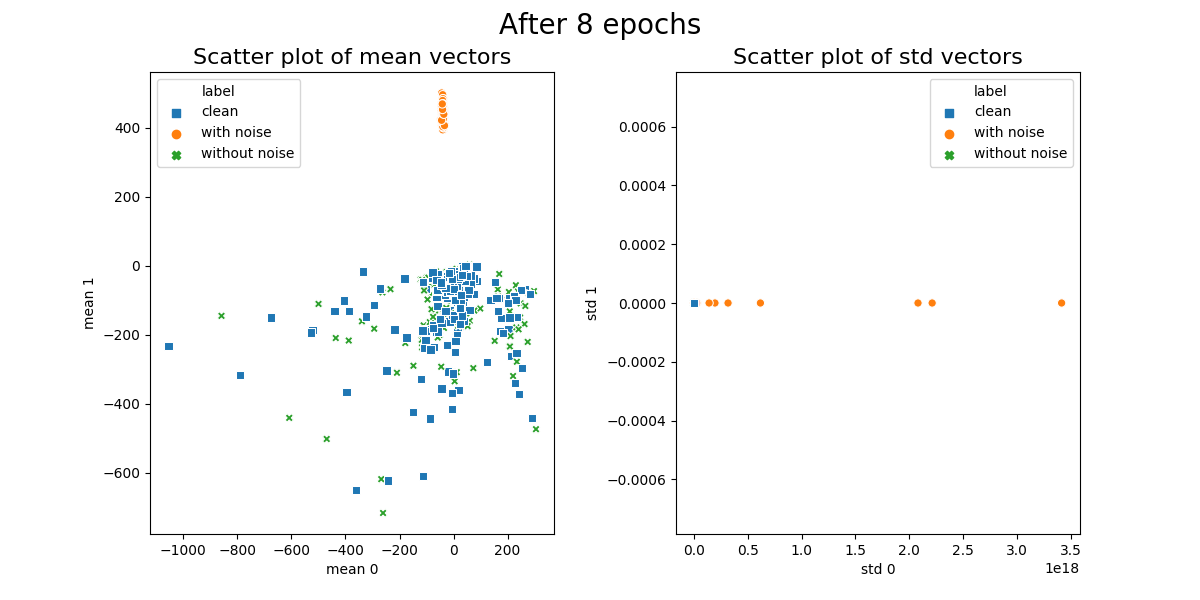 After 8 epochs
Scatter plot of mean vectors
label
clean
with noise
without noise
400
200
0
−200
−400
−600
mean 1
−1000
−800
−600
−400
−200
0
200
mean 0
Scatter plot of std vectors
label
clean
with noise
without noise
0.0006
0.0004
0.0002
0.0000
−0.0002
−0.0004
−0.0006
std 1
0.0
0.5
1.0
1.5
2.0
2.5
3.0
3.5
1e18
std 0